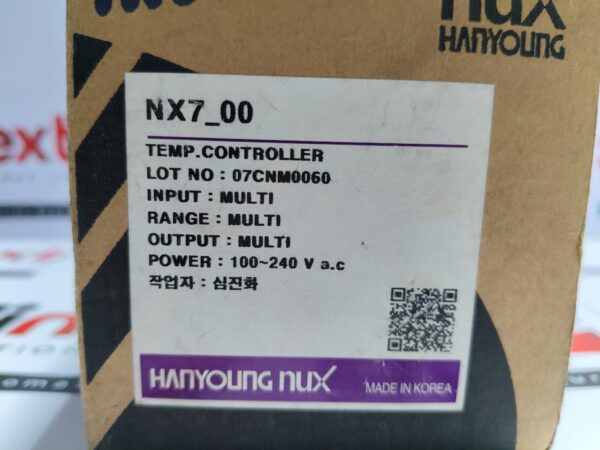 nux
HANYOUNG
NX7_00
TEMP.CONTROLLER
LOT NO : 07CNM0060
INPUT : MULTI
RANGE : MULTI
OUTPUT : MULTI
POWER : 100~240 V a.c
작업자 : 심진화
HANYOUNG nux
MADE IN KOREA